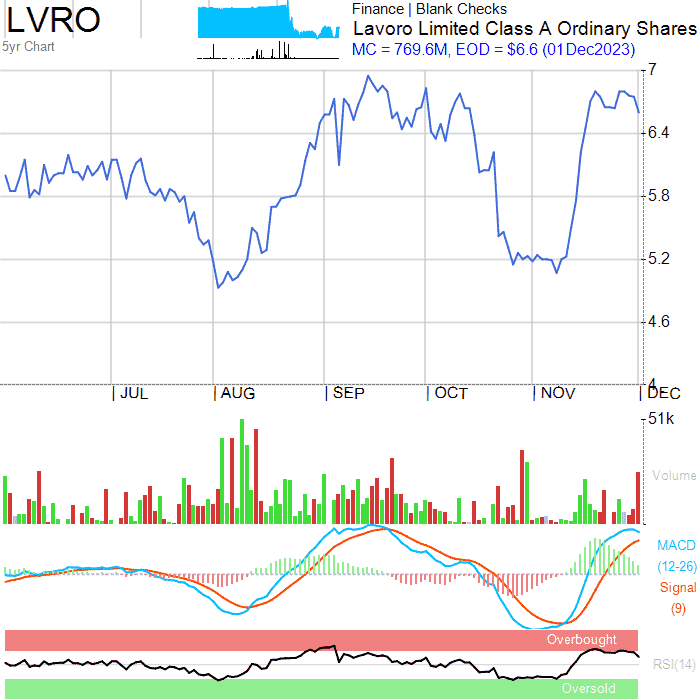 LVRO
5yr Chart
Finance | Blank Checks
Lavoro Limited Class A Ordinary Shares
MC = 769.6M, EOD = $6.6 (01Dec2023)
7
6.4
5.8
5.2
4.6
4
JUL AUG SEP OCT NOV DEC
51k
Volume
MACD
(12-26)
Signal
(9)
Overbought
RSI(14)
Oversold